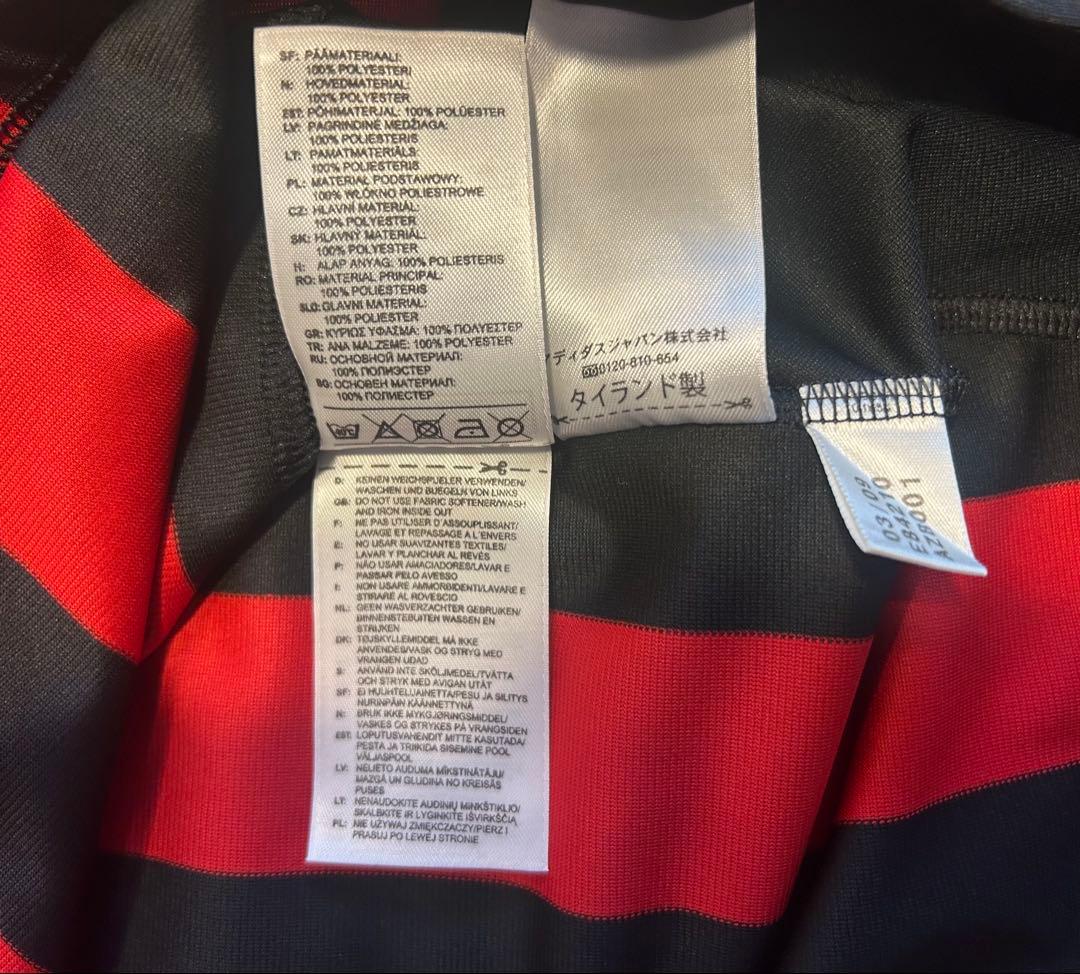 SF: PÄÄMATERIAALI:
100% POLYESTERI
N: HOVEDMATERIAL:
100% POLYESTER
EST: PÕHIMATERJAL: 100% POLÜESTER
LV: PAGRINDINĖ MEDŽIAGA:
100% POLIESTERIS
LT: PAMATMATERIĀLS:
100% POLIESTERIS
PL: MATERIAŁ PODSTAWOWY:
100% WŁÓKNO POLIESTROWE
CZ: HLAVNÍ MATERIÁL:
100% POLYESTER
SK: HLAVNÝ MATERIÁL:
100% POLYESTER
H: ALAP ANYAG: 100% POLIESTERIS
RO: MATERIAL PRINCIPAL:
100% POLIESTERIS
SLO: GLAVNI MATERIAL:
100% POLIESTER
GR: ΚΥΡΙΟΣ ΥΦΑΣΜΑ: 100% ΠΟΛΥΕΣΤΕΡ
TR: ANA MALZEME: 100% POLYESTER
RU: ОСНОВНОЙ МАТЕРИАЛ:
100% ПОЛИЭСТЕР
BG: ОСНОВЕН МАТЕРИАЛ:
100% ПОЛИЕСТЕР
40°C
D: KEINEN WEICHSPUELER VERWENDEN/
WASCHEN UND BUEGELN VON LINKS
GB: DO NOT USE FABRIC SOFTENER/WASH
AND IRON INSIDE OUT
F: NE PAS UTILISER D'ASSOUPLISSANT/
LAVAGE ET REPASSAGE A L'ENVERS
E: NO USAR SUAVIZANTES TEXTILES/
LAVAR Y PLANCHAR AL REVÉS
P: NÃO USAR AMACIADORES/LAVAR E
PASSAR PELO AVESSO
I: NON USARE AMMORBIDENTI/LAVARE E
STIRARE AL ROVESCIO
NL: GEEN WASVERZACHTER GEBRUIKEN/
BINNENSTEBUITEN WASSEN EN
STRIJKEN
DK: TØJSKYLLEMIDDEL MÅ IKKE
ANVENDES/VASK OG STRYG MED
VRANGEN UDAD
S: ANVÄND INTE SKÖLJMEDEL/TVÄTTA
OCH STRYK MED AVIGAN UTÅT
SF: EI HUUHTELUAINETTA/PESU JA SILITYS
NURINPÄIN KÄÄNNETTYNÄ
N: BRUK IKKE MYKGJØRINGSMIDDEL/
VASKES OG STRYKES PÅ VRANGSIDEN
EST: LOPUTUSVAHENDIT MITTE KASUTADA/
PESTA JA TRIIKIDA SISEMINE POOL
VÄLJASPOOL
LV: NELIETO AUDUMA MĪKSTINĀTĀJU/
MAZGĀ UN GLUDINA NO KREISĀS
PUSES
LT: NENAUDOKITE AUDINIŲ MINKŠTIKLIO/
SKALBKITE IR LYGINKITE IŠVIRKŠČIĄ
PL: NIE UŻYWAJ ZMIĘKCZACZY/PIERZ I
PRASUJ PO LEWEJ STRONIE
ディダスジャパン株式会社
0120-810-654
タイランド製
03/09
E84210
AZ8001